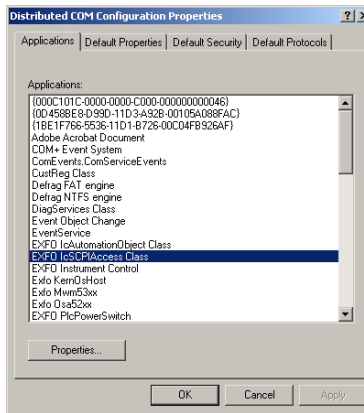 Distributed COM Configuration Properties
Applications
Default Properties
Default Security
Default Protocols
Applications:
{000C101C-0000-0000-C000-000000000046}
{0D458BE8-D99D-11D3-A92B-00105A088FAC}
{1BE1F766-5536-11D1-B726-00C04FB926AF}
Adobe Acrobat Document
COM+ Event System
ComEvents.ComServiceEvents
CustReg Class
Defrag FAT engine
Defrag NTFS engine
DiagServices Class
Event Object Change
EventService
EXFO IcAutomationObject Class
EXFO IcSCPIAccess Class
EXFO Instrument Control
Exfo KernOsHost
Exfo Mwm53xx
Exfo Osa52xx
EXFO PlcPowerSwitch
Properties...
OK
Cancel
Apply